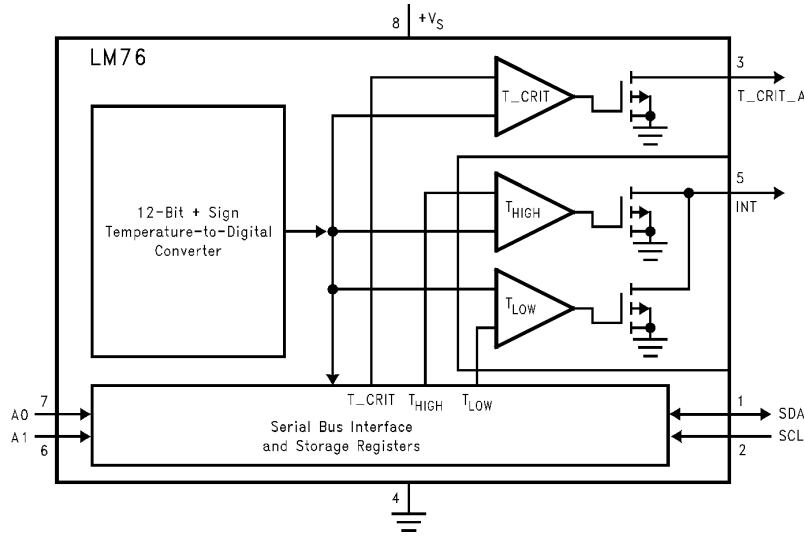 8
+VS
LM76
T_CRIT
3
T_CRIT_A
12-Bit + Sign
Temperature-to-Digital
Converter
THIGH
5
INT
TLOW
7
A0
A1
6
T_CRIT
THIGH
TLOW
Serial Bus Interface
and Storage Registers
1
SDA
SCL
2
4